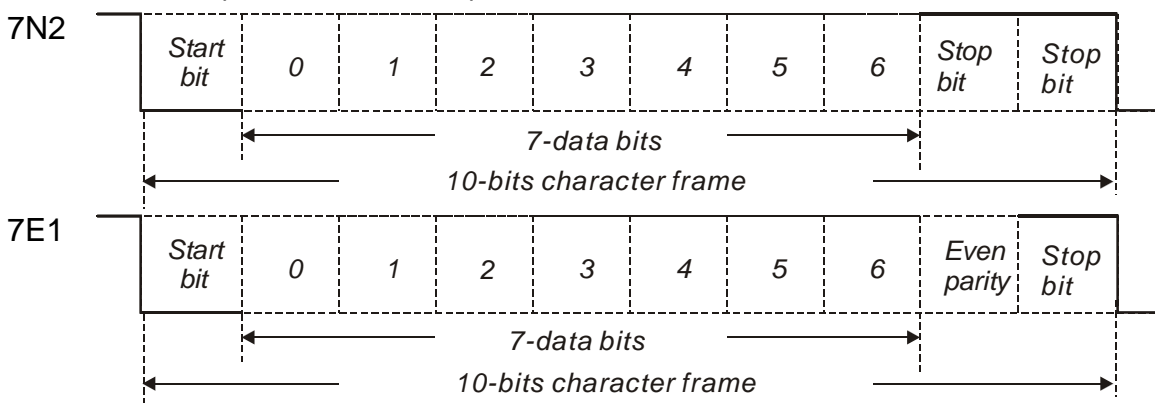 7N2
Start bit 0 1 2 3 4 5 6 Stop bit Stop bit
7-data bits
10-bits character frame
7E1
Start bit 0 1 2 3 4 5 6 Even parity Stop bit
7-data bits
10-bits character frame